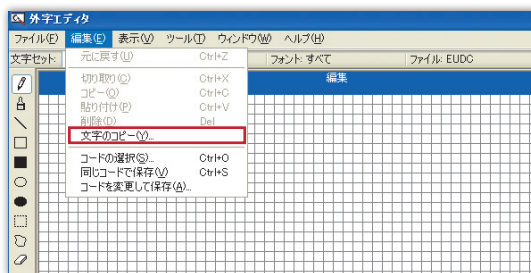 外字エディタ
ファイル(F) 編集(E) 表示(V) ツール(T) ウィンドウ(W) ヘルプ(H)
文字セット: フォント: すべて ファイル: EUDC
編集
元に戻す(U) Ctrl+Z
切り取り(C) Ctrl+X
コピー(O) Ctrl+C
貼り付け(P) Ctrl+V
削除(D) Del
文字のコピー(Y)...
コードの選択(S)... Ctrl+O
同じコードで保存(V) Ctrl+S
コードを変更して保存(A)...